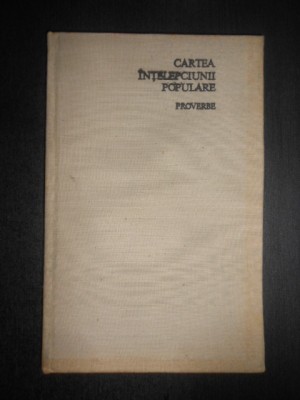 CARTEA
ÎNȚELEPCIUNII
POPULARE
PROVERBE